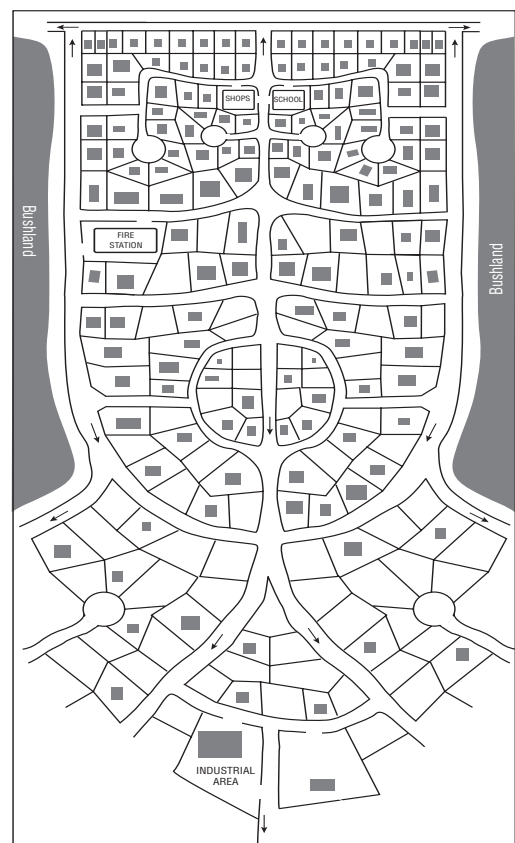 SHOPS
SCHOOL
FIRE
STATION
Bushland
Bushland
INDUSTRIAL
AREA